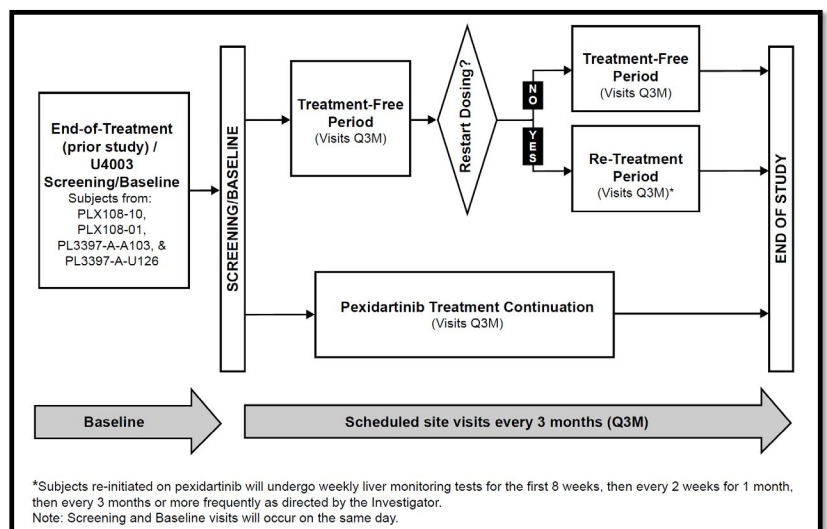 End-of-Treatment
(prior study) /
U4003
Screening/Baseline
Subjects from:
PLX108-10,
PLX108-01,
PL3397-A-A103, &
PL3397-A-U126
SCREENING/BASELINE
Treatment-Free
Period
(Visits Q3M)
Restart Dosing?
NO
YES
Treatment-Free
Period
(Visits Q3M)
Re-Treatment
Period
(Visits Q3M)*
Pexidartinib Treatment Continuation
(Visits Q3M)
END OF STUDY
Baseline
Scheduled site visits every 3 months (Q3M)
*Subjects re-initiated on pexidartinib will undergo weekly liver monitoring tests for the first 8 weeks, then every 2 weeks for 1 month,
then every 3 months or more frequently as directed by the Investigator.
Note: Screening and Baseline visits will occur on the same day.